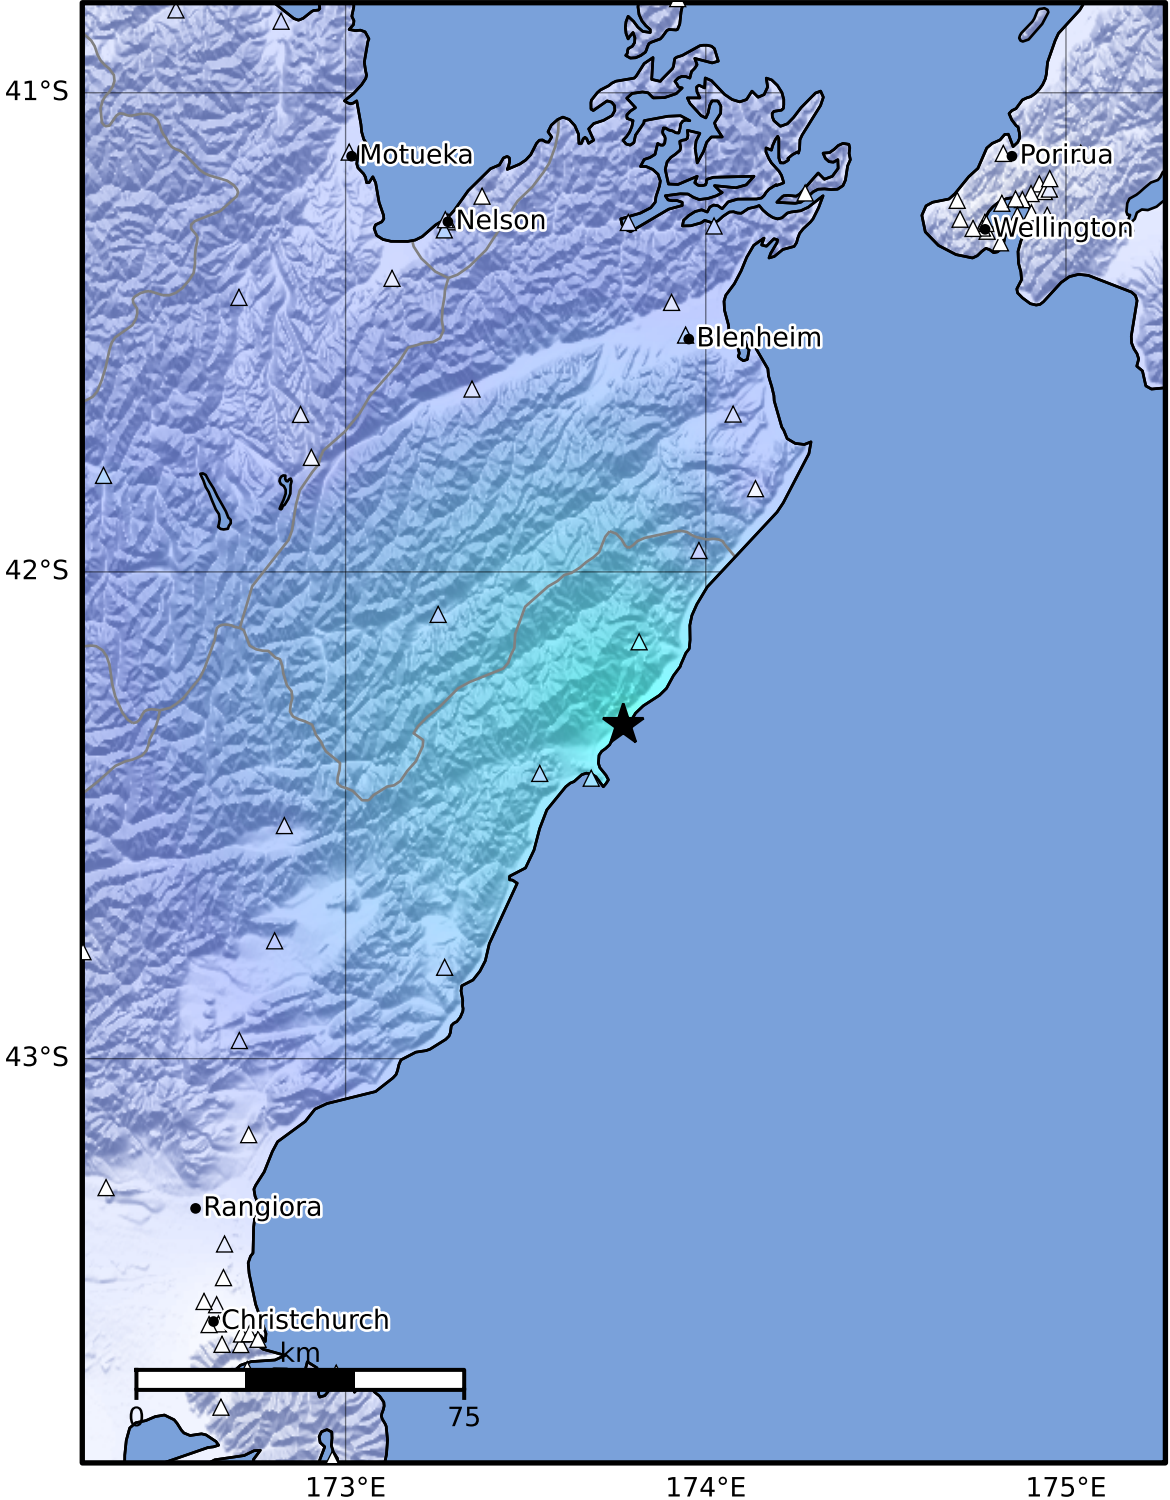 41°S
Motueka
Porirua
Nelson
Wellington
Blenheim
42°S
43°S
Rangiora
Christchurch
km
0
75
173°E
174°E
175°E